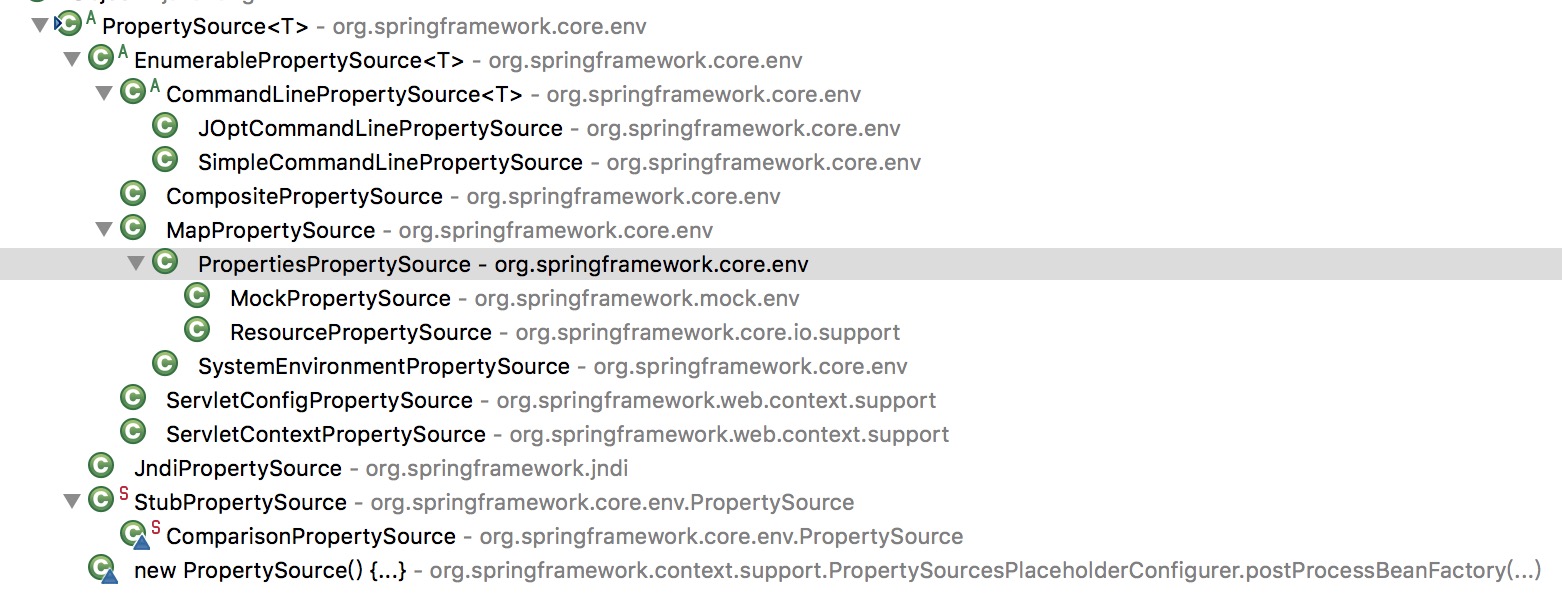 PropertySource<T> - org.springframework.core.env
EnumerablePropertySource<T> - org.springframework.core.env
CommandLinePropertySource<T> - org.springframework.core.env
JOptCommandLinePropertySource - org.springframework.core.env
SimpleCommandLinePropertySource - org.springframework.core.env
CompositePropertySource - org.springframework.core.env
MapPropertySource - org.springframework.core.env
PropertiesPropertySource - org.springframework.core.env
MockPropertySource - org.springframework.mock.env
ResourcePropertySource - org.springframework.core.io.support
SystemEnvironmentPropertySource - org.springframework.core.env
ServletConfigPropertySource - org.springframework.web.context.support
ServletContextPropertySource - org.springframework.web.context.support
JndiPropertySource - org.springframework.jndi
StubPropertySource - org.springframework.core.env.PropertySource
ComparisonPropertySource - org.springframework.core.env.PropertySource
new PropertySource() {...} - org.springframework.context.support.PropertySourcesPlaceholderConfigurer.postProcessBeanFactory(...)